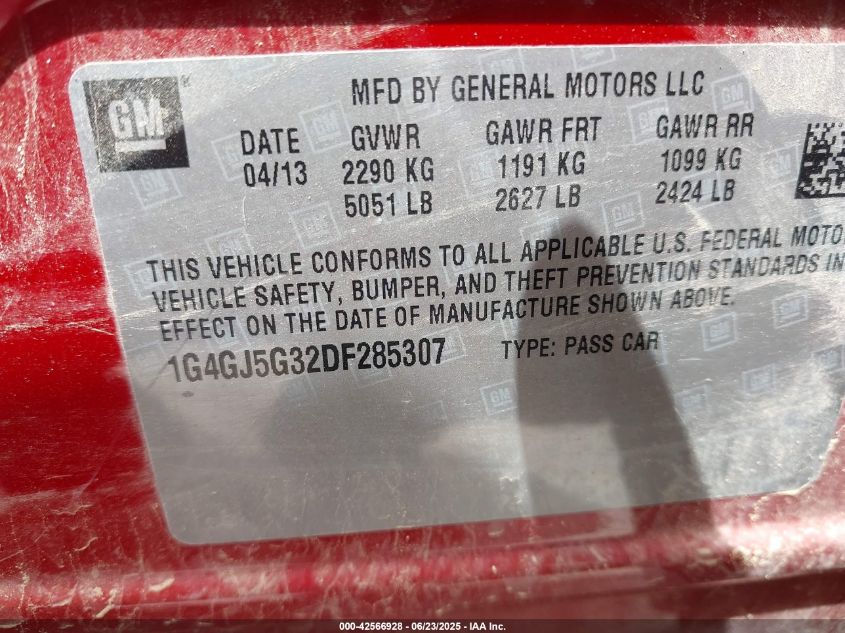 GM
MFD BY GENERAL MOTORS LLC
DATE GVWR GAWR FRT GAWR RR
04/13 2290 KG 1191 KG 1099 KG
5051 LB 2627 LB 2424 LB
THIS VEHICLE CONFORMS TO ALL APPLICABLE U.S. FEDERAL MOTO
VEHICLE SAFETY, BUMPER, AND THEFT PREVENTION STANDARDS IN
EFFECT ON THE DATE OF MANUFACTURE SHOWN ABOVE.
1G4GJ5G32DF285307 TYPE: PASS CAR
000-42566928 - 06/23/2025 - IAA Inc.